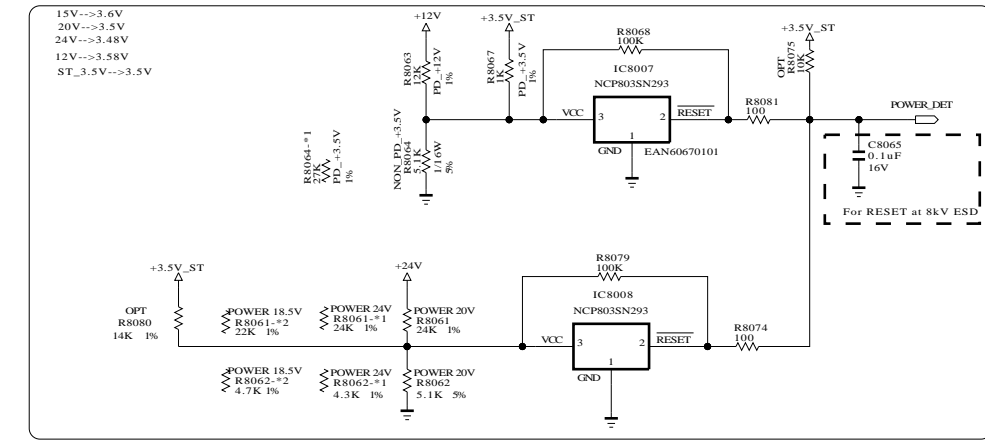 15V-->3.6V
20V-->3.5V
24V-->3.48V
12V-->3.58V
ST_3.5V-->3.5V
+12V
+3.5V_ST
R8063
12K
PD_+12V
1%
R8067
1K
PD_+3.5V
1%
R8068
100K
IC8007
NCP803SN293
VCC
3
2
RESET
1
GND
EAN60670101
R8081
100
+3.5V_ST
OPT
R8075
10K
POWER_DET
C8065
0.1uF
16V
For RESET at 8kV ESD
R8064-*1
27K
PD_+3.5V
1%
NON_PD_+3.5V
R8064
5.1K
1/16W
5%
+3.5V_ST
OPT
R8080
14K 1%
POWER 18.5V
R8061-*2
22K 1%
POWER 24V
R8061-*1
24K 1%
+24V
POWER 20V
R8061
24K 1%
POWER 18.5V
R8062-*2
4.7K 1%
POWER 24V
R8062-*1
4.3K 1%
POWER 20V
R8062
5.1K 5%
R8079
100K
IC8008
NCP803SN293
VCC
3
2
RESET
1
GND
R8074
100